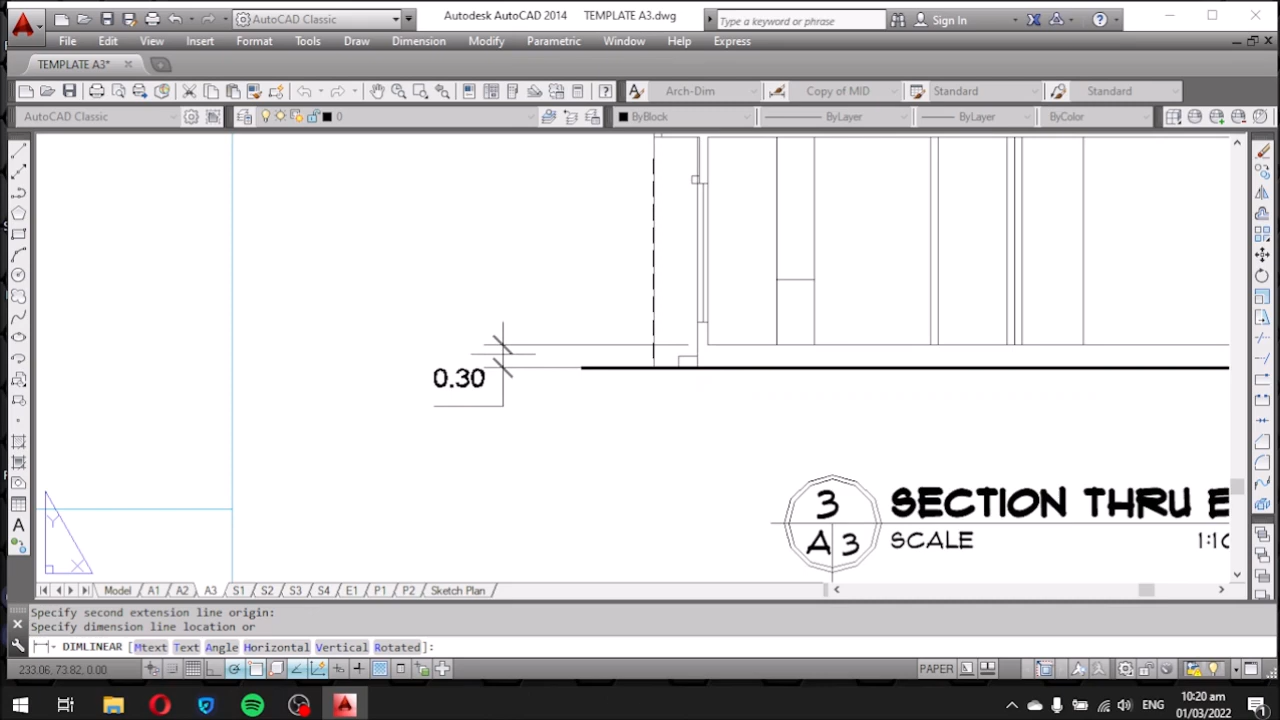 AutoCAD Classic
Autodesk AutoCAD 2014 TEMPLATE A3.dwg
Type a keyword or phrase
Sign In
File Edit View Insert Format Tools Draw Dimension Modify Parametric Window Help Express
TEMPLATE A3*
Arch-Dim Copy of MID Standard Standard
AutoCAD Classic 0 ByBlock ByLayer ByLayer ByColor
0.30
3
A 3
SECTION THRU E
SCALE 1:10
Y
X
Model A1 A2 A3 S1 S2 S3 S4 E1 P1 P2 Sketch Plan
Specify second extension line origin:
Specify dimension line location or
DIMLINEAR [Mtext Text Angle Horizontal Vertical Rotated]:
233.06, 73.82, 0.00 PAPER
ENG
10:20 am
01/03/2022
1